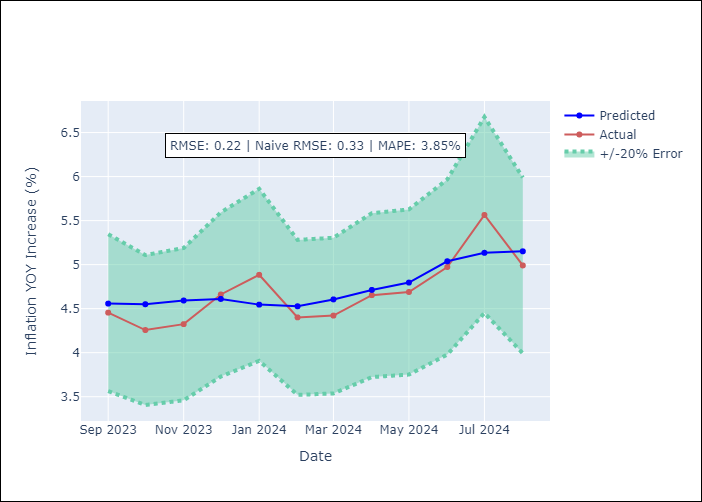 RMSE: 0.22 | Naive RMSE: 0.33 | MAPE: 3.85%
Predicted
Actual
+/-20% Error
Inflation YOY Increase (%)
6.5
6
5.5
5
4.5
4
3.5
Sep 2023 Nov 2023 Jan 2024 Mar 2024 May 2024 Jul 2024
Date